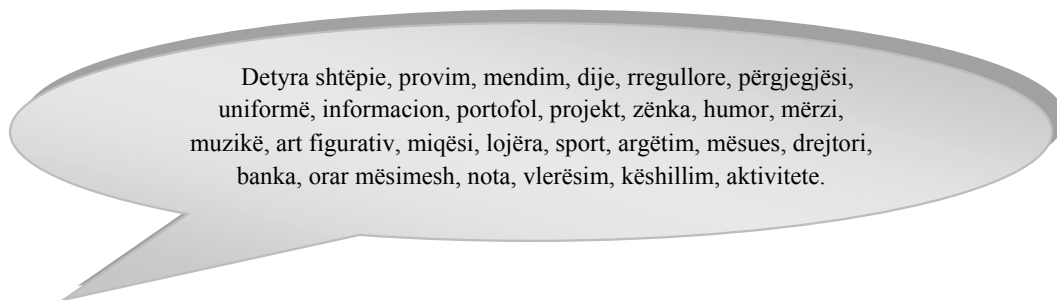 Detyra shtëpie, provim, mendim, dije, rregullore, përgjegjësi,
uniformë, informacion, portofol, projekt, zënka, humor, mërzi,
muzikë, art figurativ, miqësi, lojëra, sport, argëtim, mësues, drejtori,
banka, orar mësimesh, nota, vlerësim, këshillim, aktivitete.